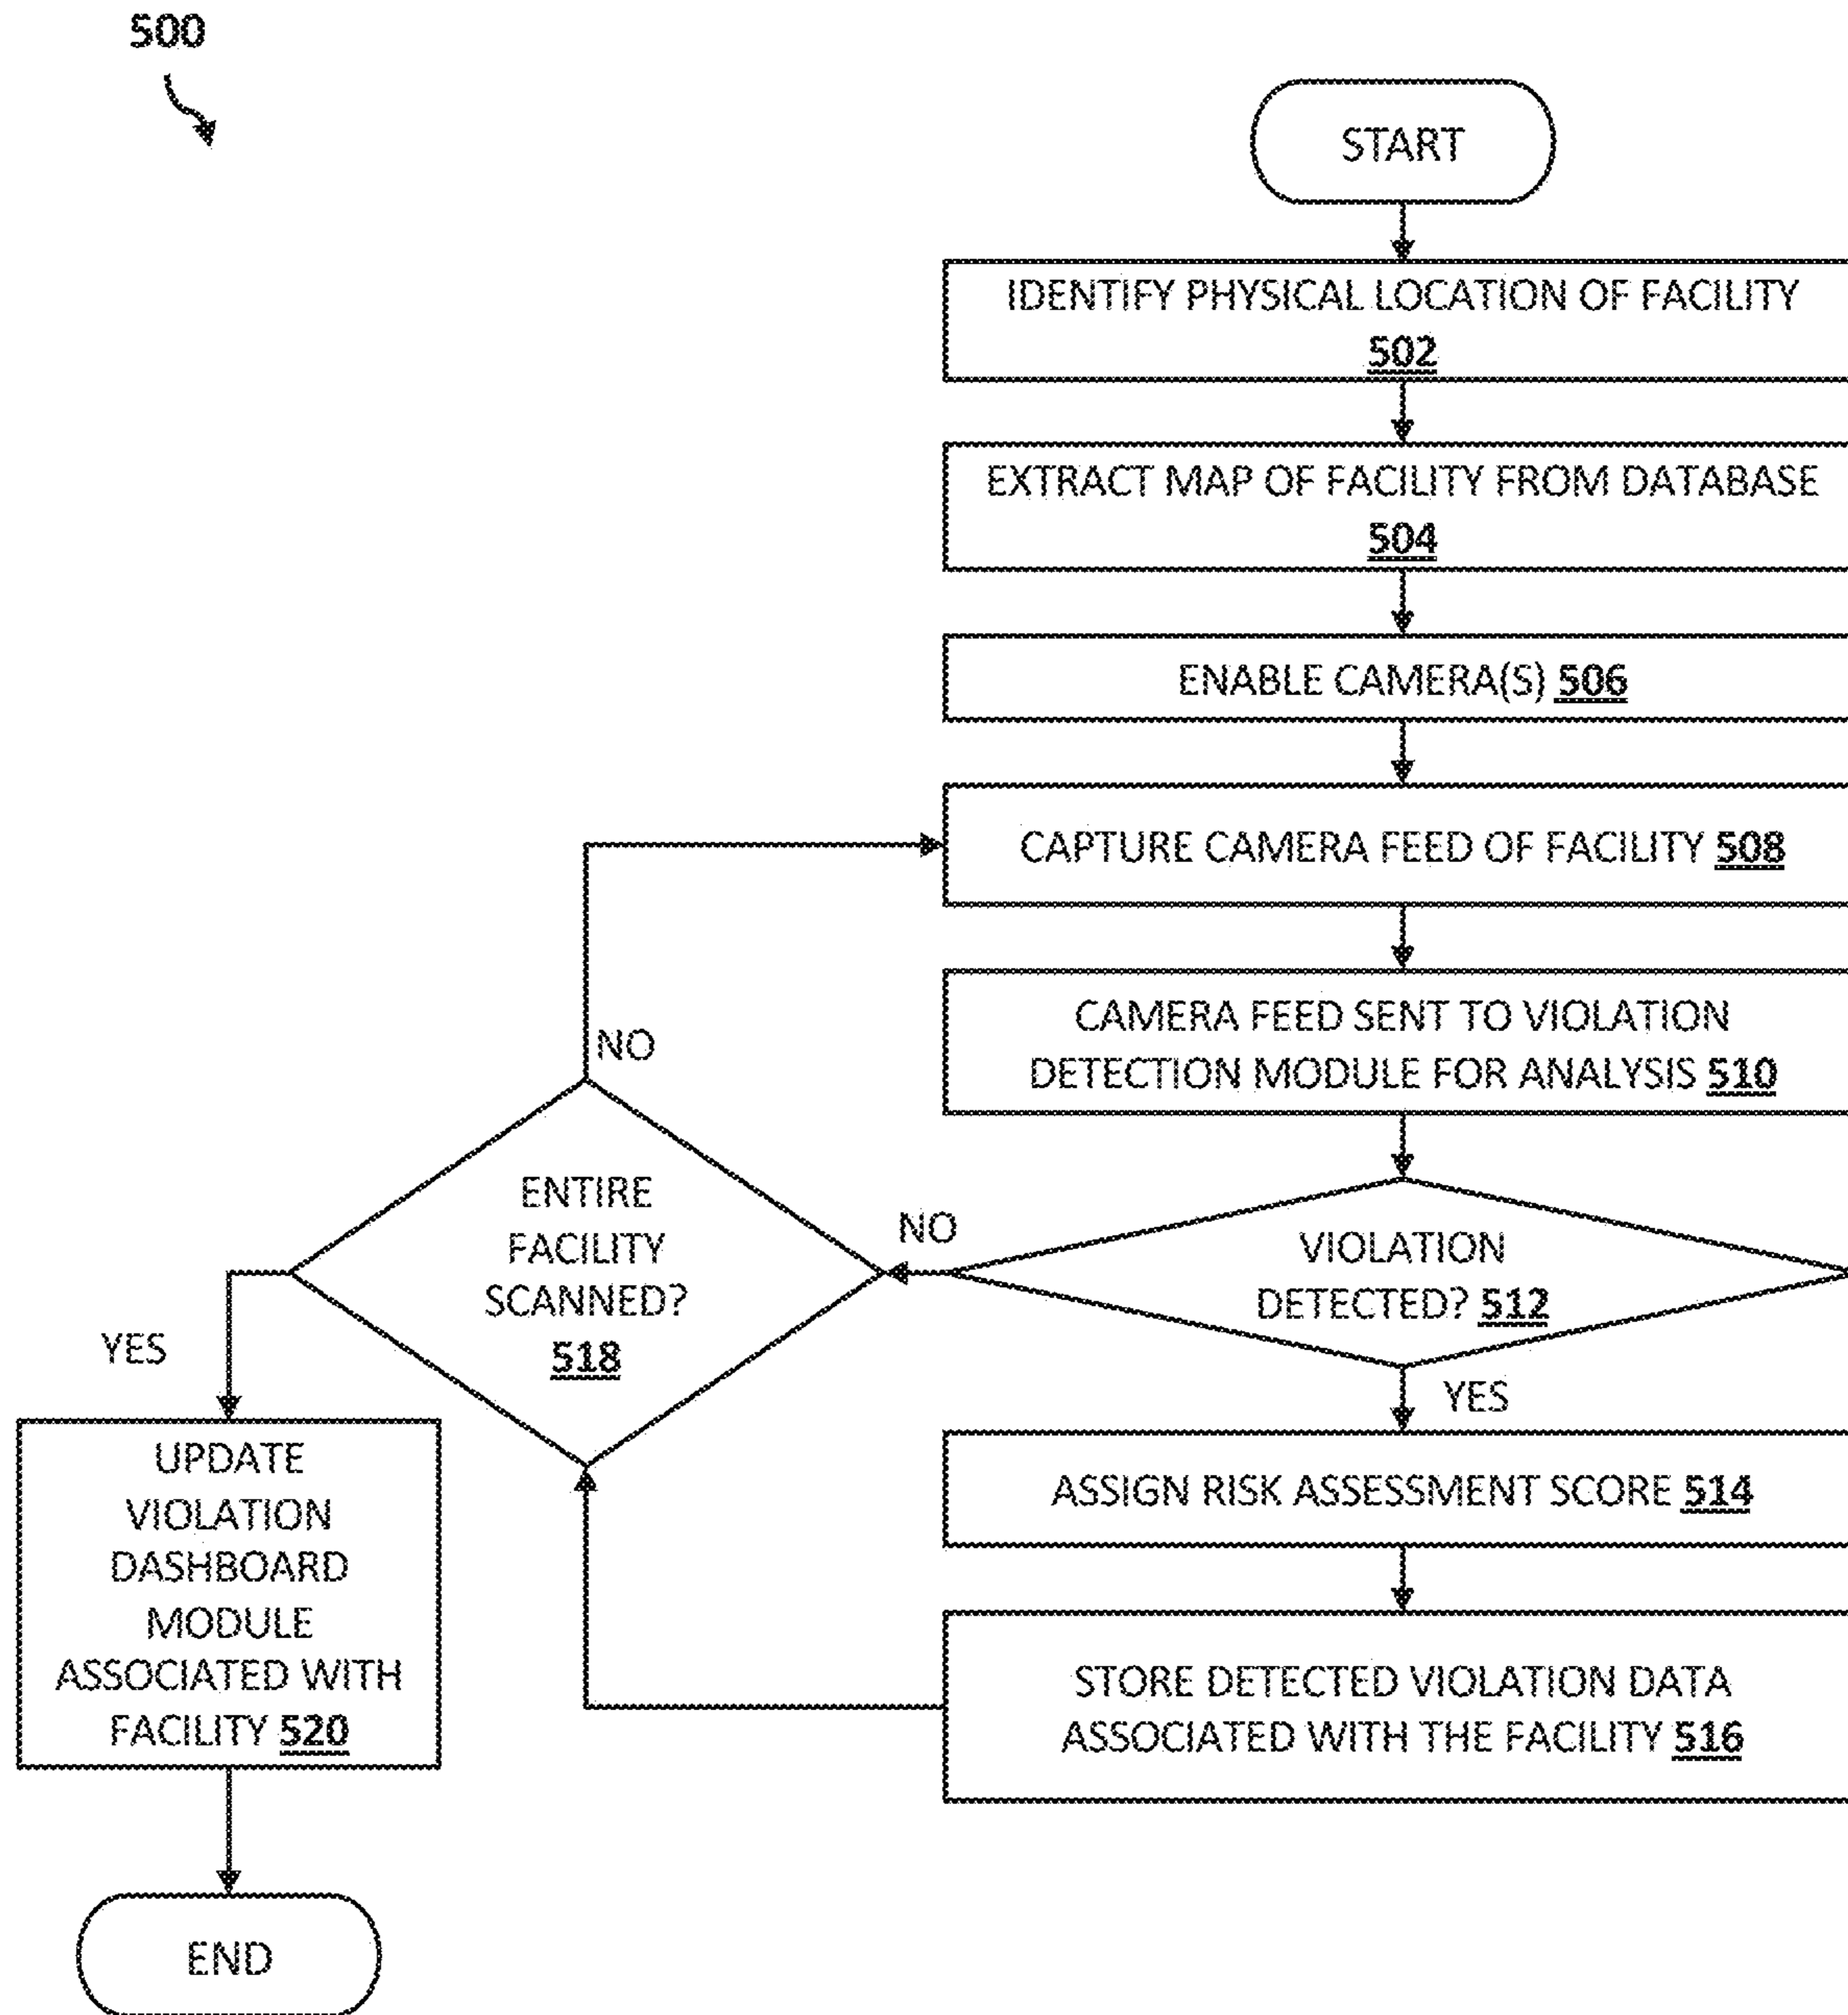 500
START
IDENTIFY PHYSICAL LOCATION OF FACILITY
502
EXTRACT MAP OF FACILITY FROM DATABASE
504
ENABLE CAMERA(S) 506
CAPTURE CAMERA FEED OF FACILITY 508
CAMERA FEED SENT TO VIOLATION
DETECTION MODULE FOR ANALYSIS 510
VIOLATION
DETECTED? 512
NO
YES
ASSIGN RISK ASSESSMENT SCORE 514
STORE DETECTED VIOLATION DATA
ASSOCIATED WITH THE FACILITY 516
ENTIRE
FACILITY
SCANNED?
518
NO
YES
UPDATE
VIOLATION
DASHBOARD
MODULE
ASSOCIATED WITH
FACILITY 520
END